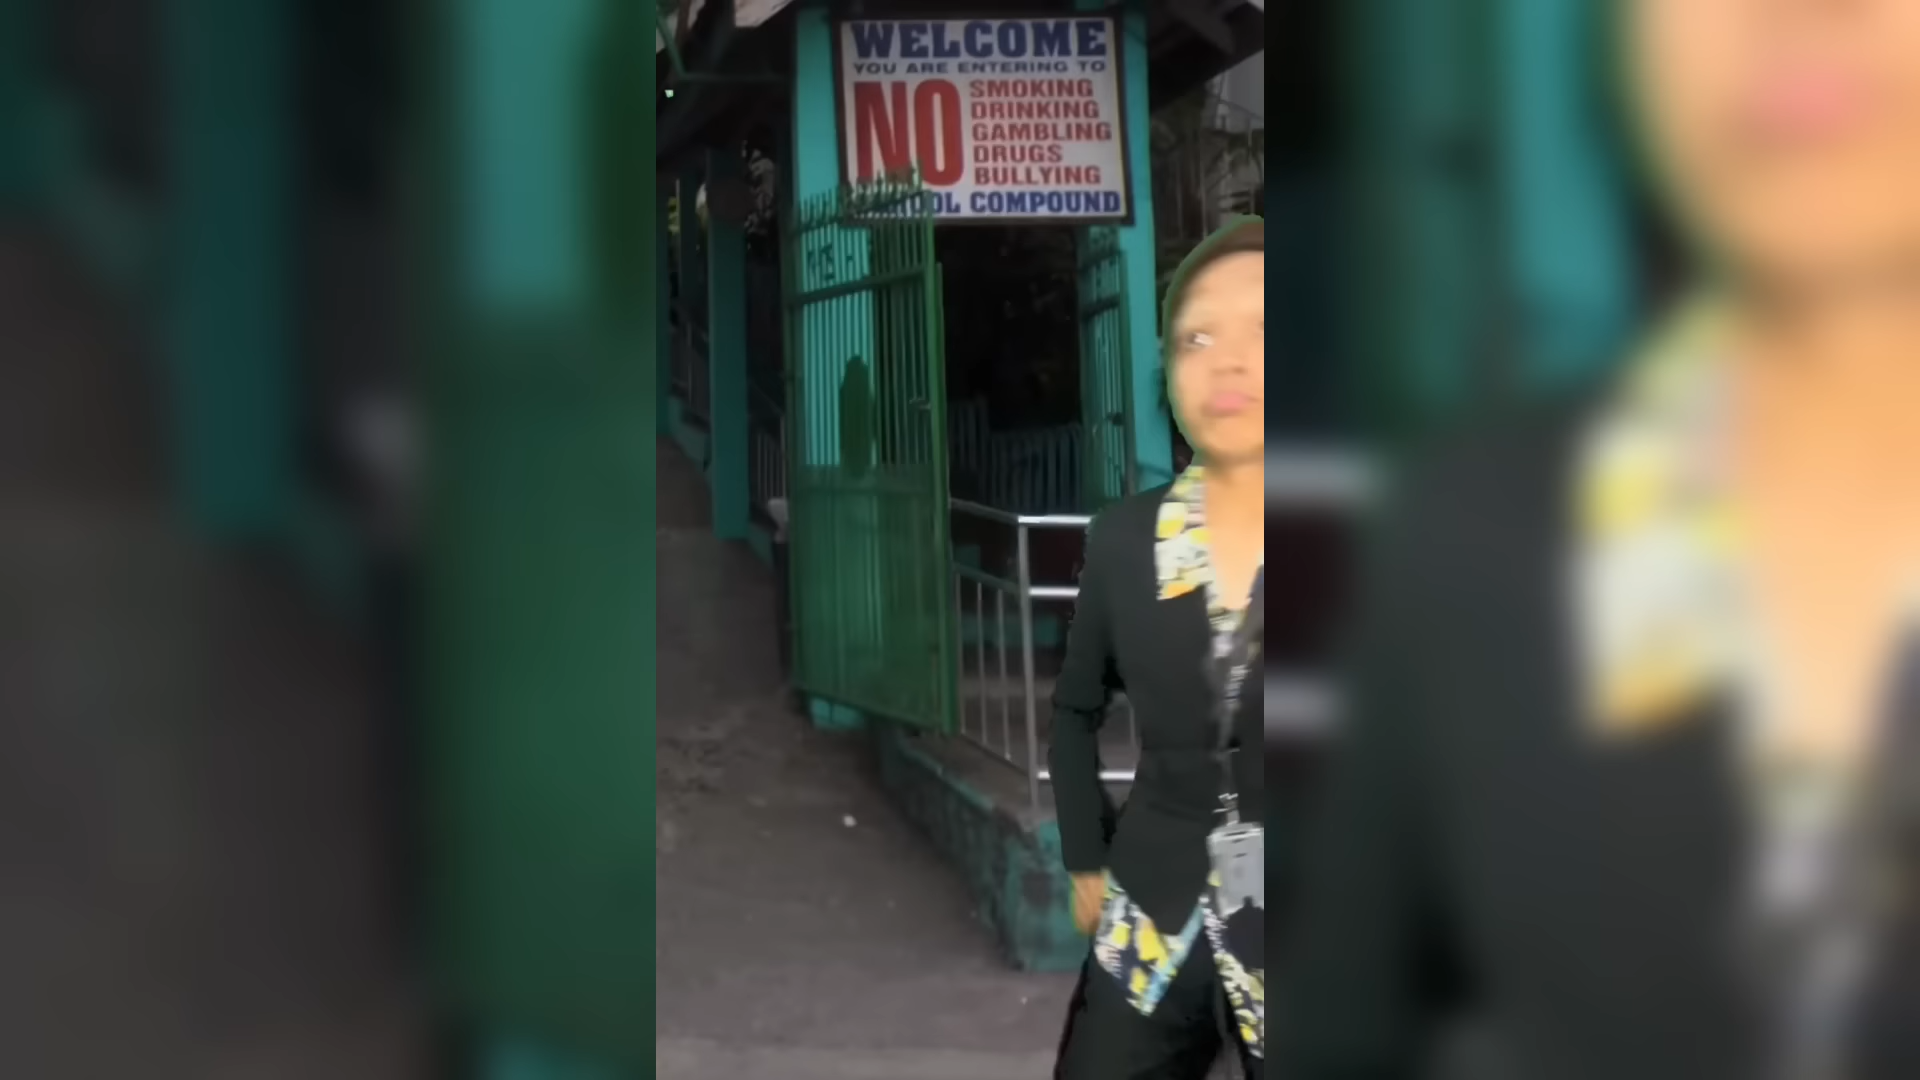 WELCOME
YOU ARE ENTERING TO
NO
SMOKING
DRINKING
GAMBLING
DRUGS
BULLYING
COMPOUND